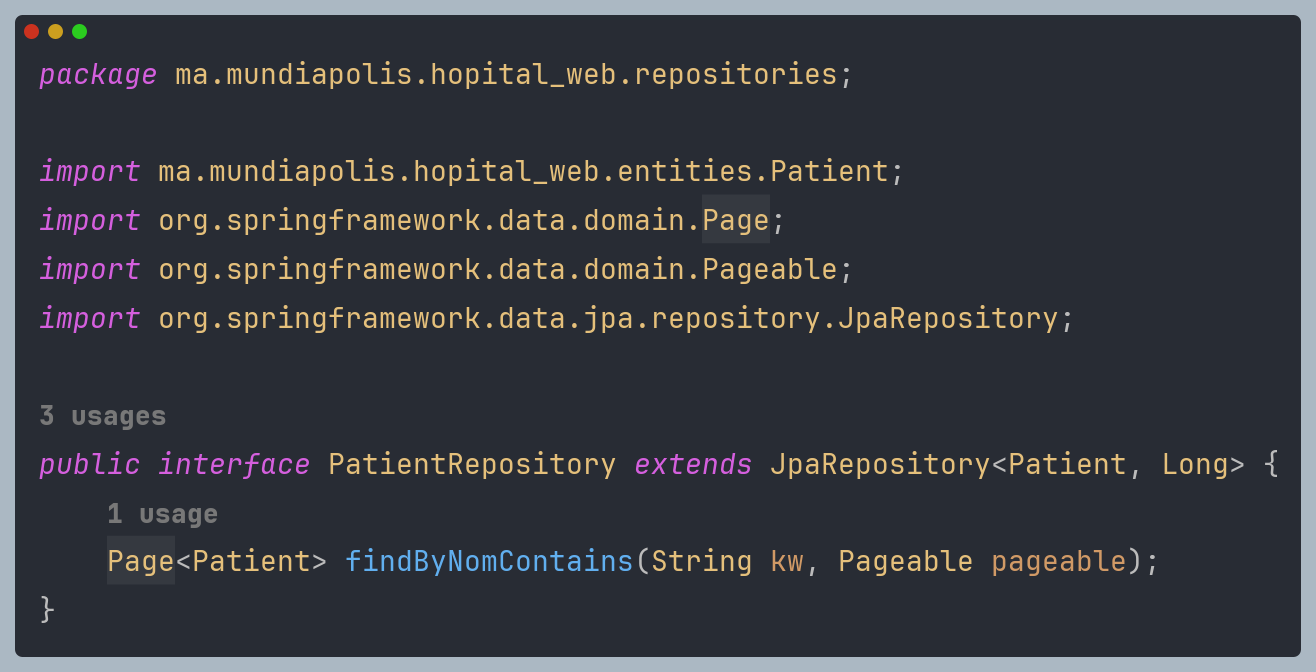 package ma.mundiapolis.hopital_web.repositories;
import ma.mundiapolis.hopital_web.entities.Patient;
import org.springframework.data.domain.Page;
import org.springframework.data.domain.Pageable;
import org.springframework.data.jpa.repository.JpaRepository;
3 usages
public interface PatientRepository extends JpaRepository<Patient, Long> {
1 usage
Page<Patient> findByNomContains(String kw, Pageable pageable);
}